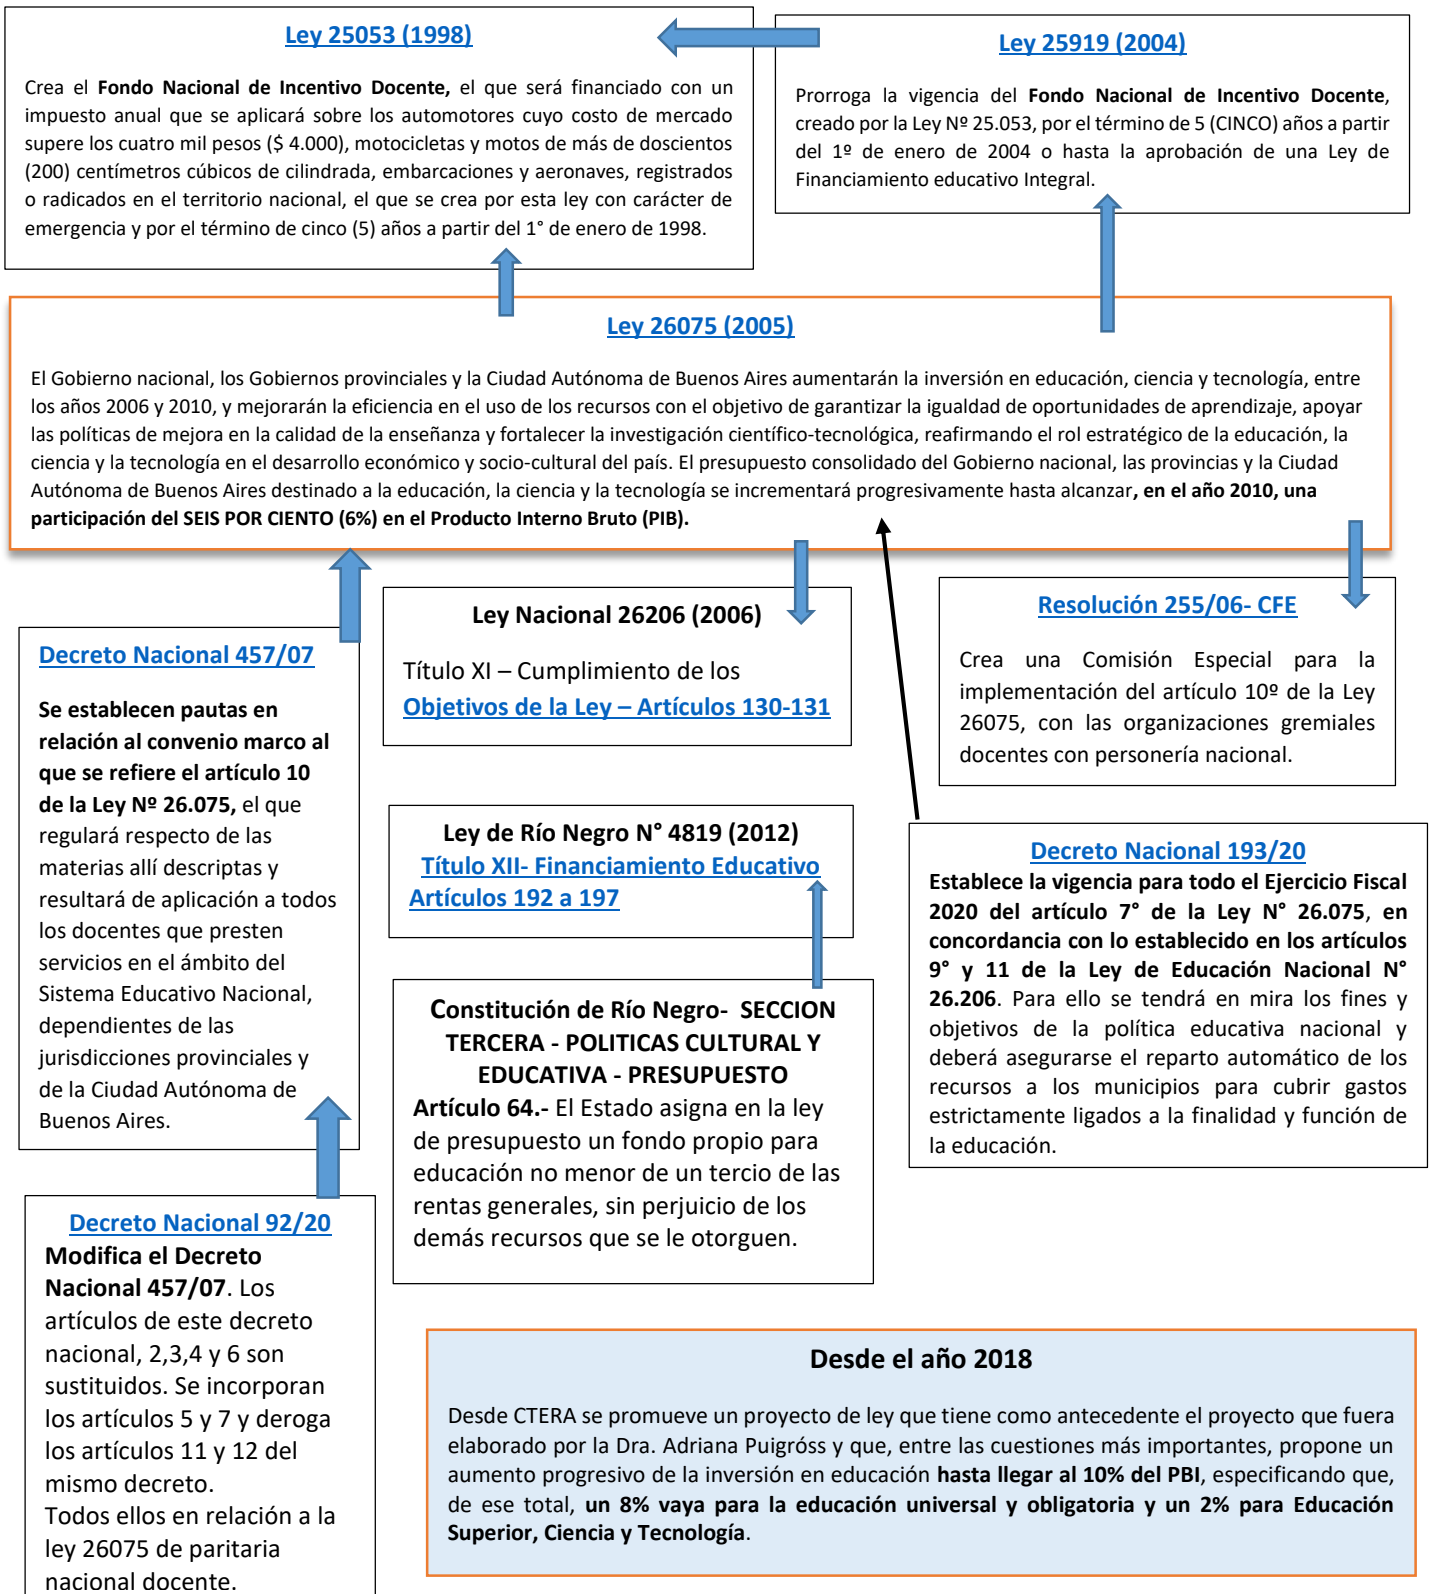 Ley 25053 (1998)
Crea el Fondo Nacional de Incentivo Docente, el que será financiado con un
impuesto anual que se aplicará sobre los automotores cuyo costo de mercado
supere los cuatro mil pesos ($ 4.000), motocicletas y motos de más de doscientos
(200) centímetros cúbicos de cilindrada, embarcaciones y aeronaves, registrados
o radicados en el territorio nacional, el que se crea por esta ley con carácter de
emergencia y por el término de cinco (5) años a partir del 1° de enero de 1998.
Ley 25919 (2004)
Prorroga la vigencia del Fondo Nacional de Incentivo Docente,
creado por la Ley Nº 25.053, por el término de 5 (CINCO) años a partir
del 1º de enero de 2004 o hasta la aprobación de una Ley de
Financiamiento educativo Integral.
Ley 26075 (2005)
El Gobierno nacional, los Gobiernos provinciales y la Ciudad Autónoma de Buenos Aires aumentarán la inversión en educación, ciencia y tecnología, entre
los años 2006 y 2010, y mejorarán la eficiencia en el uso de los recursos con el objetivo de garantizar la igualdad de oportunidades de aprendizaje, apoyar
las políticas de mejora en la calidad de la enseñanza y fortalecer la investigación científico-tecnológica, reafirmando el rol estratégico de la educación, la
ciencia y la tecnología en el desarrollo económico y socio-cultural del país. El presupuesto consolidado del Gobierno nacional, las provincias y la Ciudad
Autónoma de Buenos Aires destinado a la educación, la ciencia y la tecnología se incrementará progresivamente hasta alcanzar, en el año 2010, una
participación del SEIS POR CIENTO (6%) en el Producto Interno Bruto (PIB).
Decreto Nacional 457/07
Se establecen pautas en
relación al convenio marco al
que se refiere el artículo 10
de la Ley Nº 26.075, el que
regulará respecto de las
materias allí descriptas y
resultará de aplicación a todos
los docentes que presten
servicios en el ámbito del
Sistema Educativo Nacional,
dependientes de las
jurisdicciones provinciales y
de la Ciudad Autónoma de
Buenos Aires.
Ley Nacional 26206 (2006)
Título XI – Cumplimiento de los
Objetivos de la Ley – Artículos 130-131
Resolución 255/06- CFE
Crea una Comisión Especial para la
implementación del artículo 10º de la Ley
26075, con las organizaciones gremiales
docentes con personería nacional.
Ley de Río Negro N° 4819 (2012)
Título XII- Financiamiento Educativo
Artículos 192 a 197
Decreto Nacional 193/20
Establece la vigencia para todo el Ejercicio Fiscal
2020 del artículo 7° de la Ley N° 26.075, en
concordancia con lo establecido en los artículos
9° y 11 de la Ley de Educación Nacional N°
26.206. Para ello se tendrá en mira los fines y
objetivos de la política educativa nacional y
deberá asegurarse el reparto automático de los
recursos a los municipios para cubrir gastos
estrictamente ligados a la finalidad y función de
la educación.
Constitución de Río Negro- SECCION
TERCERA - POLITICAS CULTURAL Y
EDUCATIVA - PRESUPUESTO
Artículo 64.- El Estado asigna en la ley
de presupuesto un fondo propio para
educación no menor de un tercio de las
rentas generales, sin perjuicio de los
demás recursos que se le otorguen.
Decreto Nacional 92/20
Modifica el Decreto
Nacional 457/07. Los
artículos de este decreto
nacional, 2,3,4 y 6 son
sustituidos. Se incorporan
los artículos 5 y 7 y deroga
los artículos 11 y 12 del
mismo decreto.
Todos ellos en relación a la
ley 26075 de paritaria
nacional docente.
Desde el año 2018
Desde CTERA se promueve un proyecto de ley que tiene como antecedente el proyecto que fuera
elaborado por la Dra. Adriana Puigróss y que, entre las cuestiones más importantes, propone un
aumento progresivo de la inversión en educación hasta llegar al 10% del PBI, especificando que,
de ese total, un 8% vaya para la educación universal y obligatoria y un 2% para Educación
Superior, Ciencia y Tecnología.